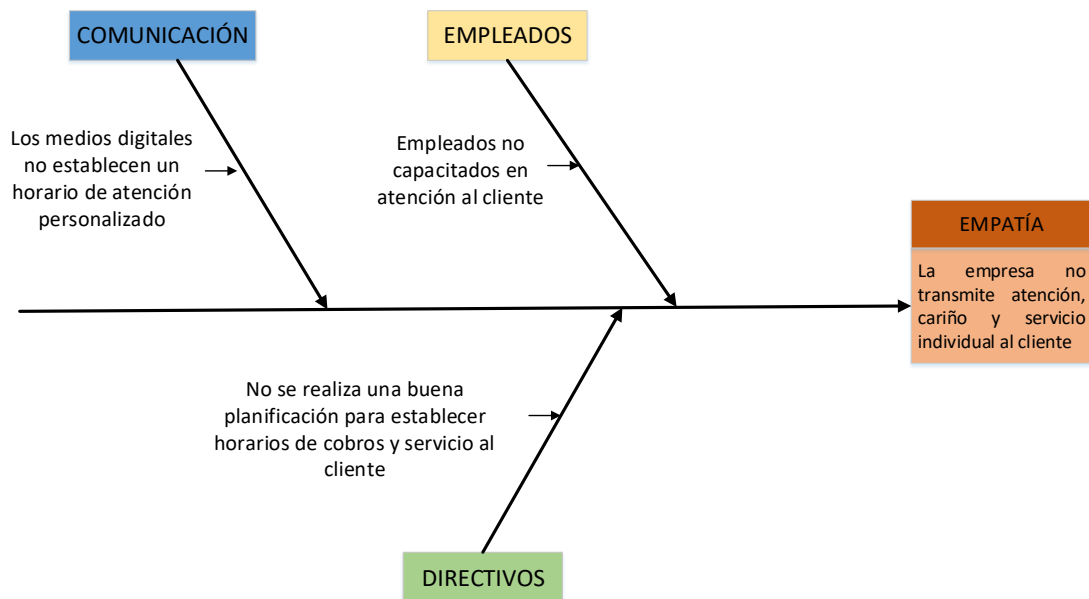 COMUNICACIÓN
EMPLEADOS
Los medios digitales
no establecen un
horario de atención
personalizado
Empleados no
capacitados en
atención al cliente
EMPATÍA
La empresa no
transmite atención,
cariño y servicio
individual al cliente
No se realiza una buena
planificación para establecer
horarios de cobros y servicio al
cliente
DIRECTIVOS